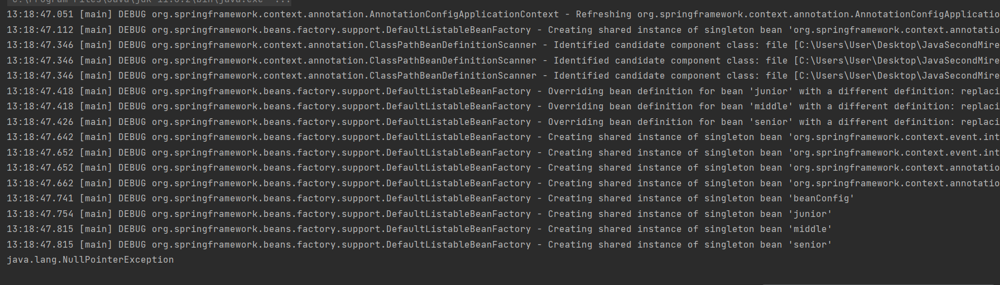 C:\Program Files\Java\jdk-11.0.2\bin\java.exe" ...
13:18:47.051 [main] DEBUG org.springframework.context.annotation.AnnotationConfigApplicationContext - Refreshing org.springframework.context.annotation.AnnotationConfigApplicatio
13:18:47.112 [main] DEBUG org.springframework.beans.factory.support.DefaultListableBeanFactory - Creating shared instance of singleton bean 'org.springframework.context.annotatio
13:18:47.346 [main] DEBUG org.springframework.context.annotation.ClassPathBeanDefinitionScanner - Identified candidate component class: file [C:\Users\User\Desktop\JavaSecondMire
13:18:47.346 [main] DEBUG org.springframework.context.annotation.ClassPathBeanDefinitionScanner - Identified candidate component class: file [C:\Users\User\Desktop\JavaSecondMire
13:18:47.346 [main] DEBUG org.springframework.context.annotation.ClassPathBeanDefinitionScanner - Identified candidate component class: file [C:\Users\User\Desktop\JavaSecondMire
13:18:47.418 [main] DEBUG org.springframework.beans.factory.support.DefaultListableBeanFactory - Overriding bean definition for bean 'junior' with a different definition: replaci
13:18:47.418 [main] DEBUG org.springframework.beans.factory.support.DefaultListableBeanFactory - Overriding bean definition for bean 'middle' with a different definition: replaci
13:18:47.426 [main] DEBUG org.springframework.beans.factory.support.DefaultListableBeanFactory - Overriding bean definition for bean 'senior' with a different definition: replaci
13:18:47.642 [main] DEBUG org.springframework.beans.factory.support.DefaultListableBeanFactory - Creating shared instance of singleton bean 'org.springframework.context.event.int
13:18:47.652 [main] DEBUG org.springframework.beans.factory.support.DefaultListableBeanFactory - Creating shared instance of singleton bean 'org.springframework.context.event.int
13:18:47.652 [main] DEBUG org.springframework.beans.factory.support.DefaultListableBeanFactory - Creating shared instance of singleton bean 'org.springframework.context.annotatio
13:18:47.662 [main] DEBUG org.springframework.beans.factory.support.DefaultListableBeanFactory - Creating shared instance of singleton bean 'org.springframework.context.annotatio
13:18:47.741 [main] DEBUG org.springframework.beans.factory.support.DefaultListableBeanFactory - Creating shared instance of singleton bean 'beanConfig'
13:18:47.754 [main] DEBUG org.springframework.beans.factory.support.DefaultListableBeanFactory - Creating shared instance of singleton bean 'junior'
13:18:47.815 [main] DEBUG org.springframework.beans.factory.support.DefaultListableBeanFactory - Creating shared instance of singleton bean 'middle'
13:18:47.815 [main] DEBUG org.springframework.beans.factory.support.DefaultListableBeanFactory - Creating shared instance of singleton bean 'senior'
java.lang.NullPointerException